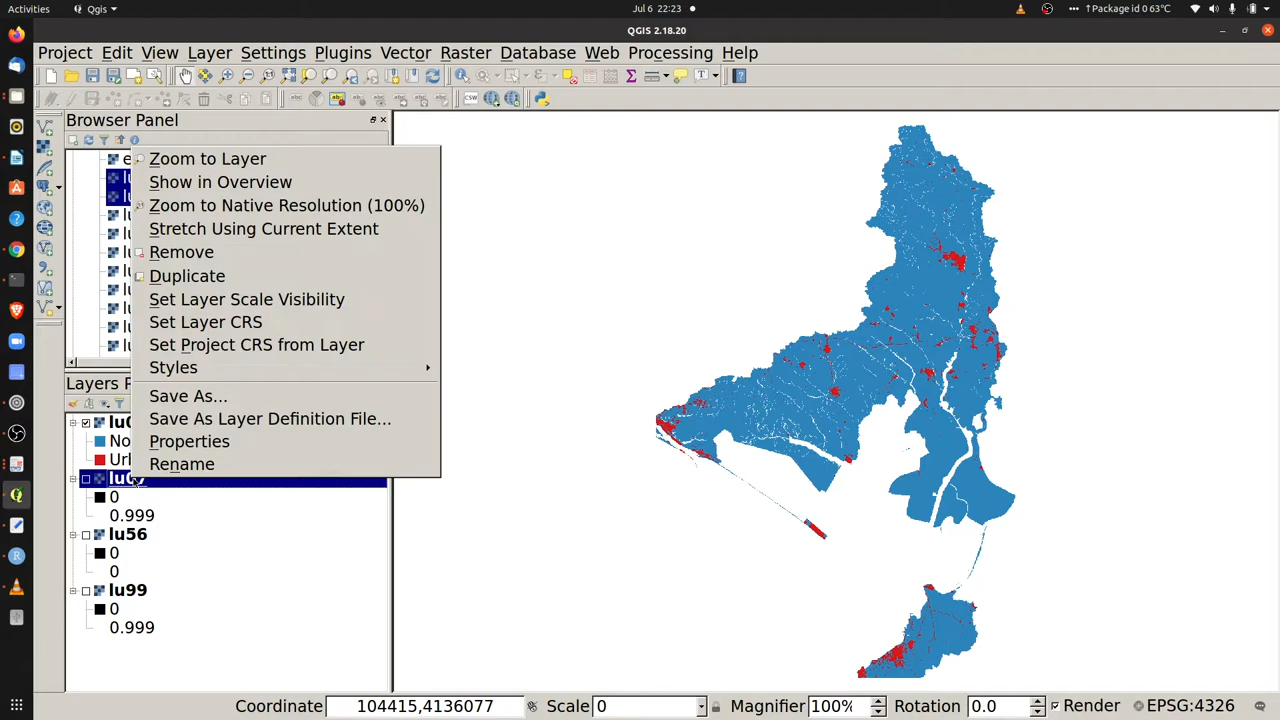 Activities
Qgis
Jul 6 22:23
Package id 0 63°C
QGIS 2.18.20
Project Edit View Layer Settings Plugins Vector Raster Database Web Processing Help
CSW
Browser Panel
Zoom to Layer
Show in Overview
Zoom to Native Resolution (100%)
Stretch Using Current Extent
Remove
Duplicate
Set Layer Scale Visibility
Set Layer CRS
Set Project CRS from Layer
Styles
Save As...
Save As Layer Definition File...
Properties
Rename
Layers
0
0.999
lu56
0
0
lu99
0
0.999
Coordinate 104415,4136077 Scale 0 Magnifier 100% Rotation 0.0 Render EPSG:4326